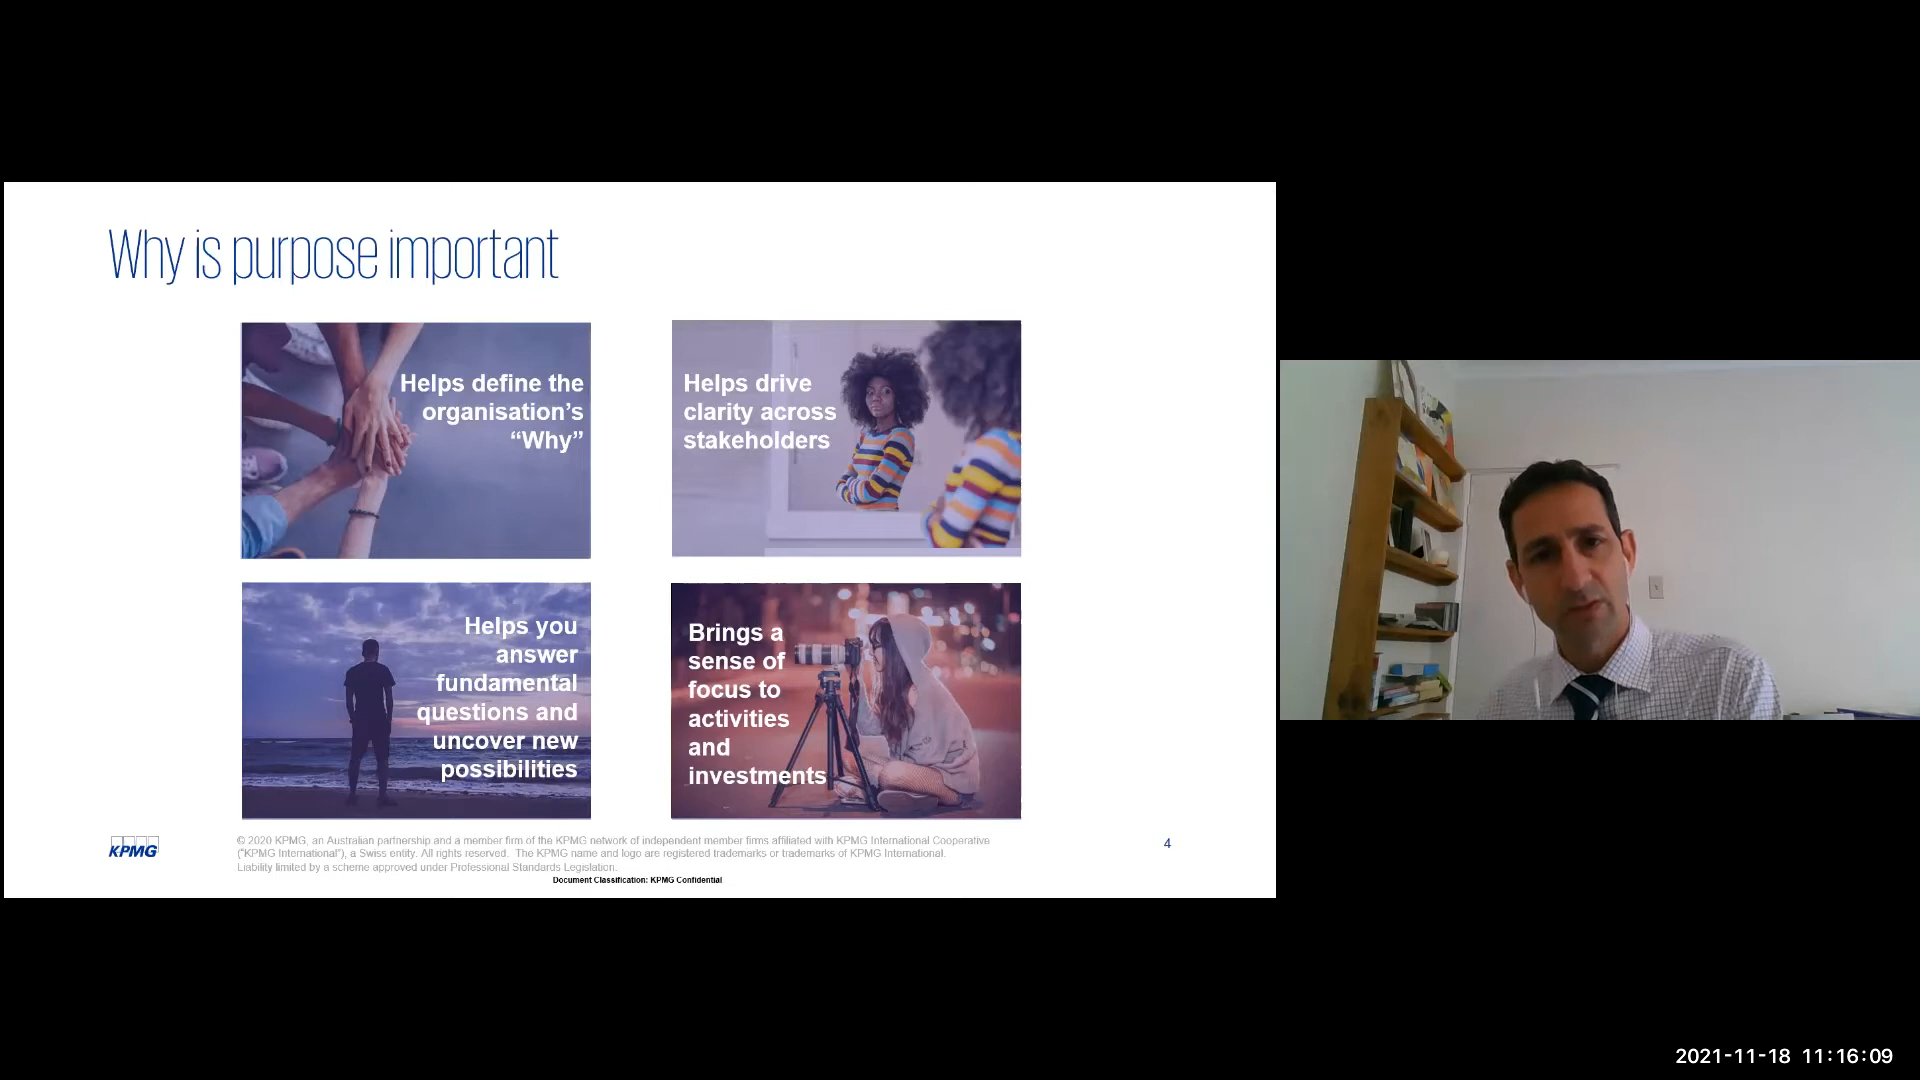 Why is purpose important
Helps define the
organisation's
“Why”
Helps drive
clarity across
stakeholders
Helps you
answer
fundamental
questions and
uncover new
possibilities
Brings a
sense of
focus to
activities
and
investments
KPMG
© 2020 KPMG, an Australian partnership and a member firm of the KPMG network of independent member firms affiliated with KPMG International Cooperative
("KPMG International"), a Swiss entity. All rights reserved. The KPMG name and logo are registered trademarks or trademarks of KPMG International.
Liability limited by a scheme approved under Professional Standards Legislation.
Document Classification: KPMG Confidential
4
2021-11-18 11:16:09